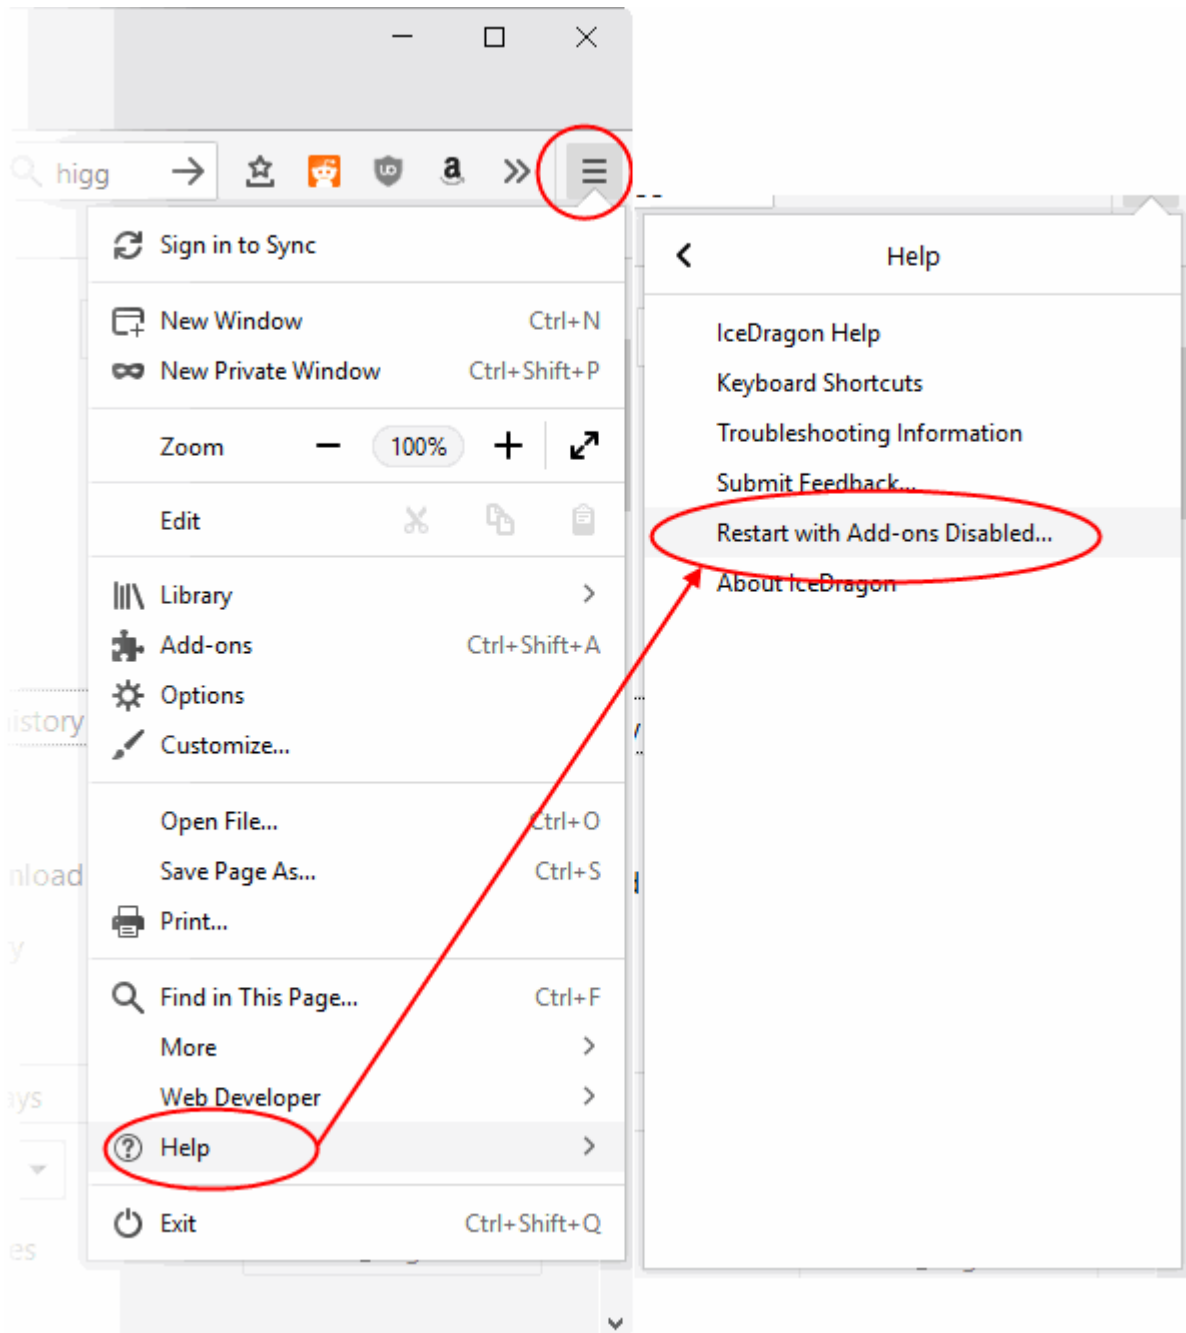 higg
Sign in to Sync
New Window Ctrl+N
New Private Window Ctrl+Shift+P
Zoom 100%
Edit
Library
Add-ons Ctrl+Shift+A
Options
istory
Customize...
Open File... Ctrl+O
nload
Save Page As... Ctrl+S
Print...
y
Find in This Page... Ctrl+F
More
ays
Web Developer
Help
Exit Ctrl+Shift+Q
es
Help
IceDragon Help
Keyboard Shortcuts
Troubleshooting Information
Submit Feedback...
Restart with Add-ons Disabled...
About IceDragon